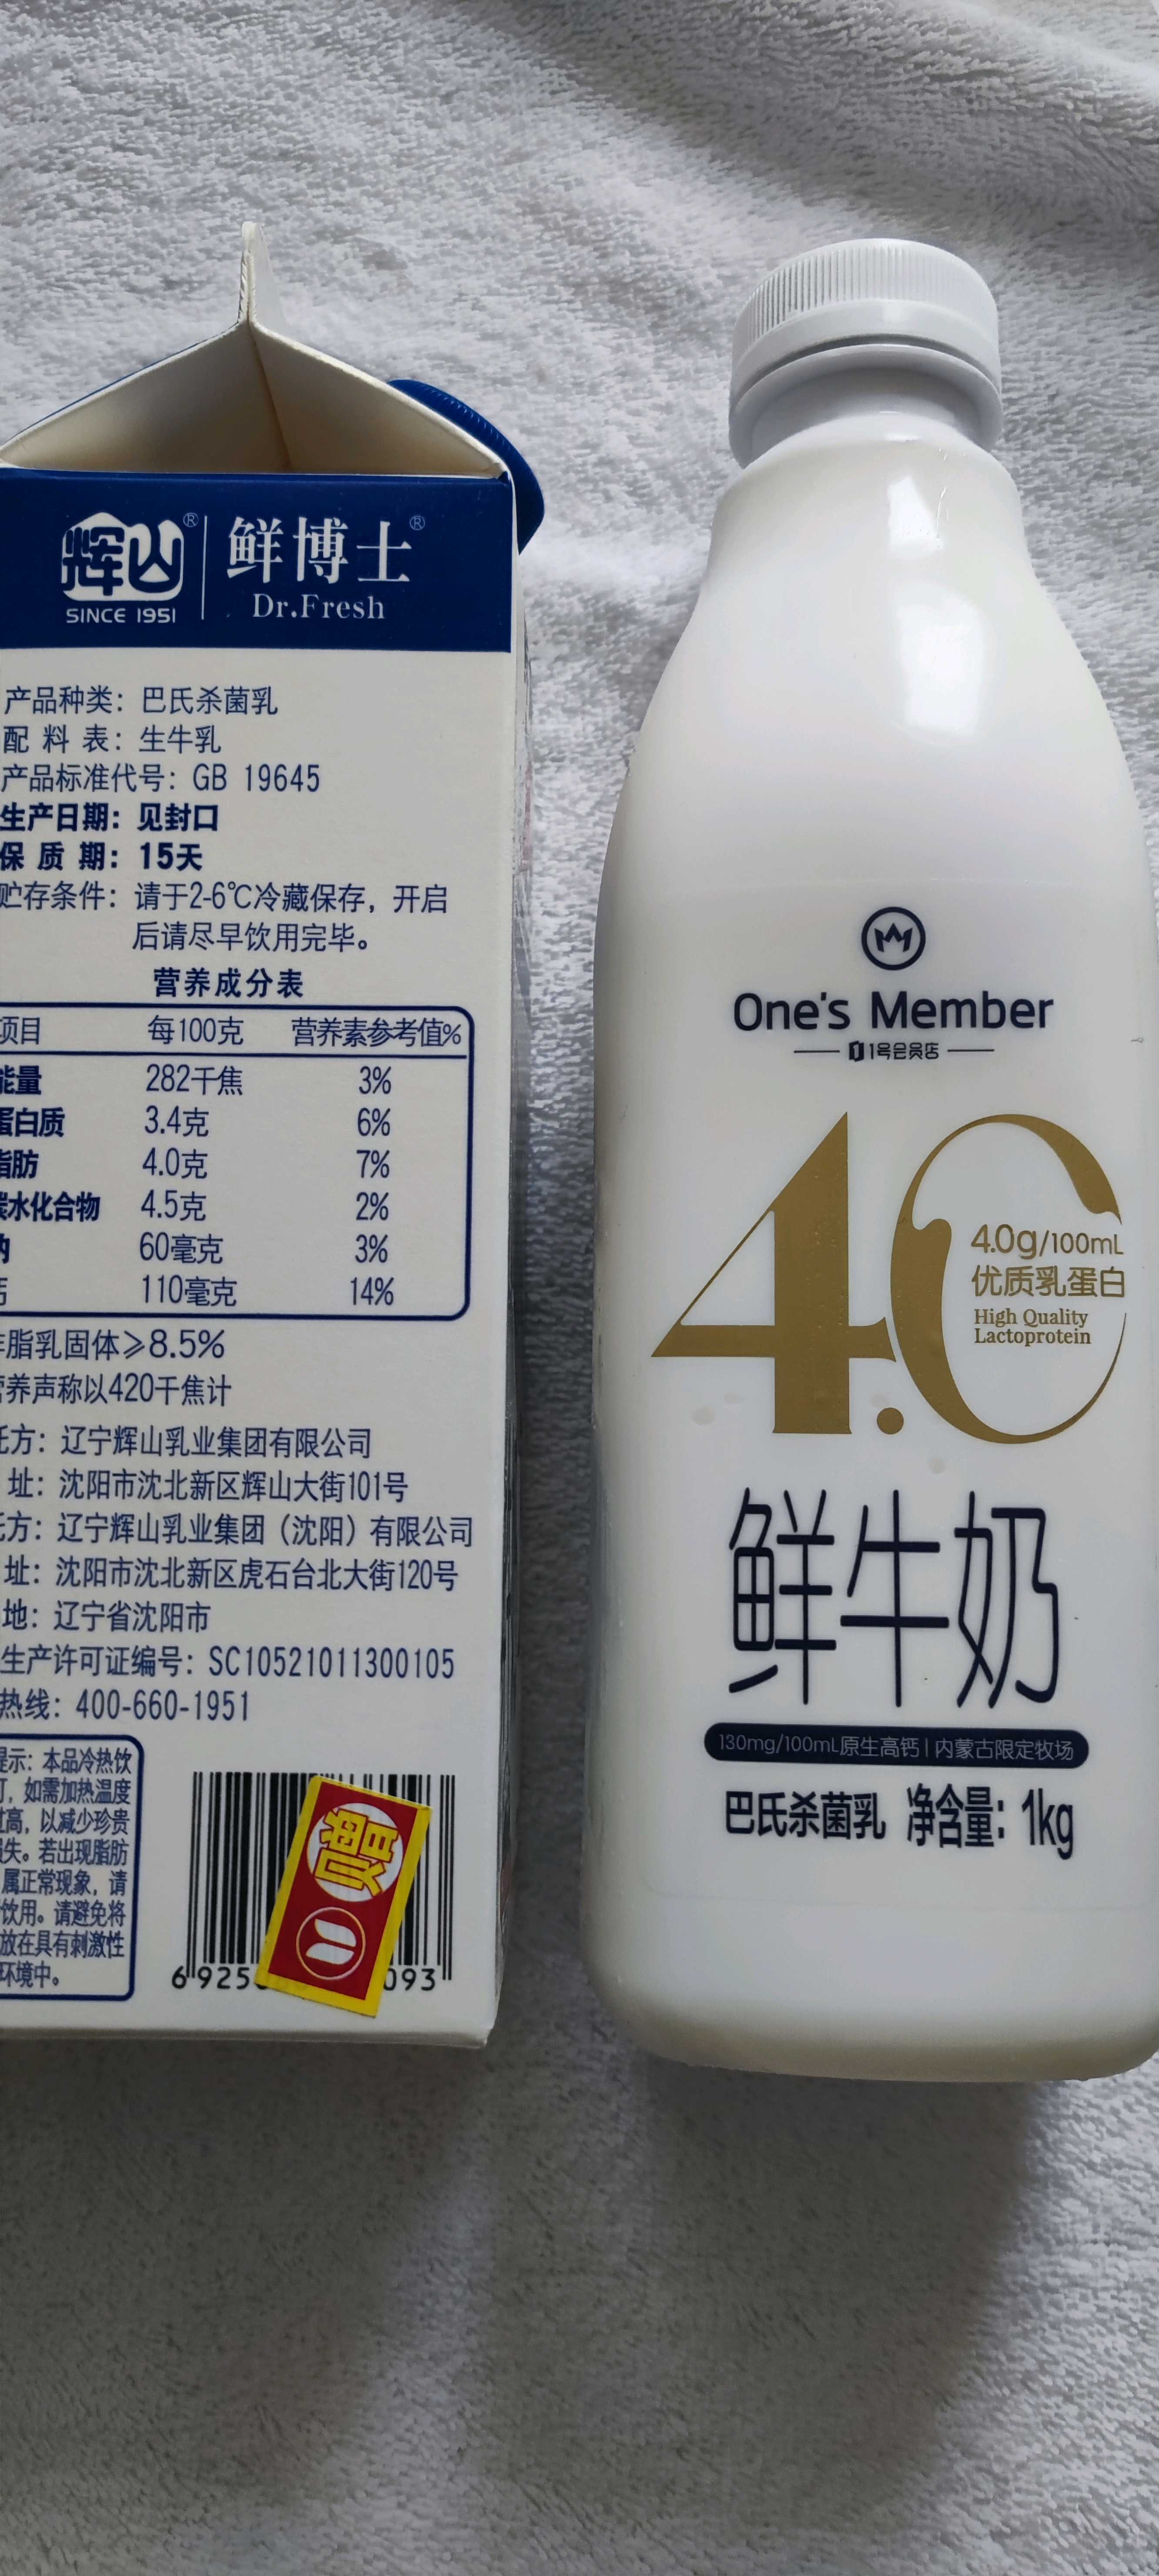 辉山®
SINCE 1951
鲜博士®
Dr.Fresh
产品种类：巴氏杀菌乳
配 料 表：生牛乳
产品标准代号：GB 19645
生产日期：见封口
保 质 期：15天
贮存条件：请于2-6℃冷藏保存，开启
后请尽早饮用完毕。
营养成分表
项目 每100克 营养素参考值%
能量 282千焦 3%
蛋白质 3.4克 6%
脂肪 4.0克 7%
碳水化合物 4.5克 2%
钠 60毫克 3%
钙 110毫克 14%
脂乳固体≥8.5%
养声称以420千焦计
托方：辽宁辉山乳业集团有限公司
址：沈阳市沈北新区辉山大街101号
托方：辽宁辉山乳业集团（沈阳）有限公司
址：沈阳市沈北新区虎石台北大街120号
地：辽宁省沈阳市
生产许可证编号：SC10521011300105
热线：400-660-1951
提示：本品冷热饮
可，如需加热温度
过高，以减少珍贵
损失。若出现脂肪
属正常现象，请
饮用。请避免将
放在具有刺激性
环境中。
赠
6 925 093
One's Member
1号会员店
4.0
4.0g/100mL
优质乳蛋白
High Quality
Lactoprotein
鲜牛奶
130mg/100mL原生高钙 | 内蒙古限定牧场
巴氏杀菌乳 净含量：1kg